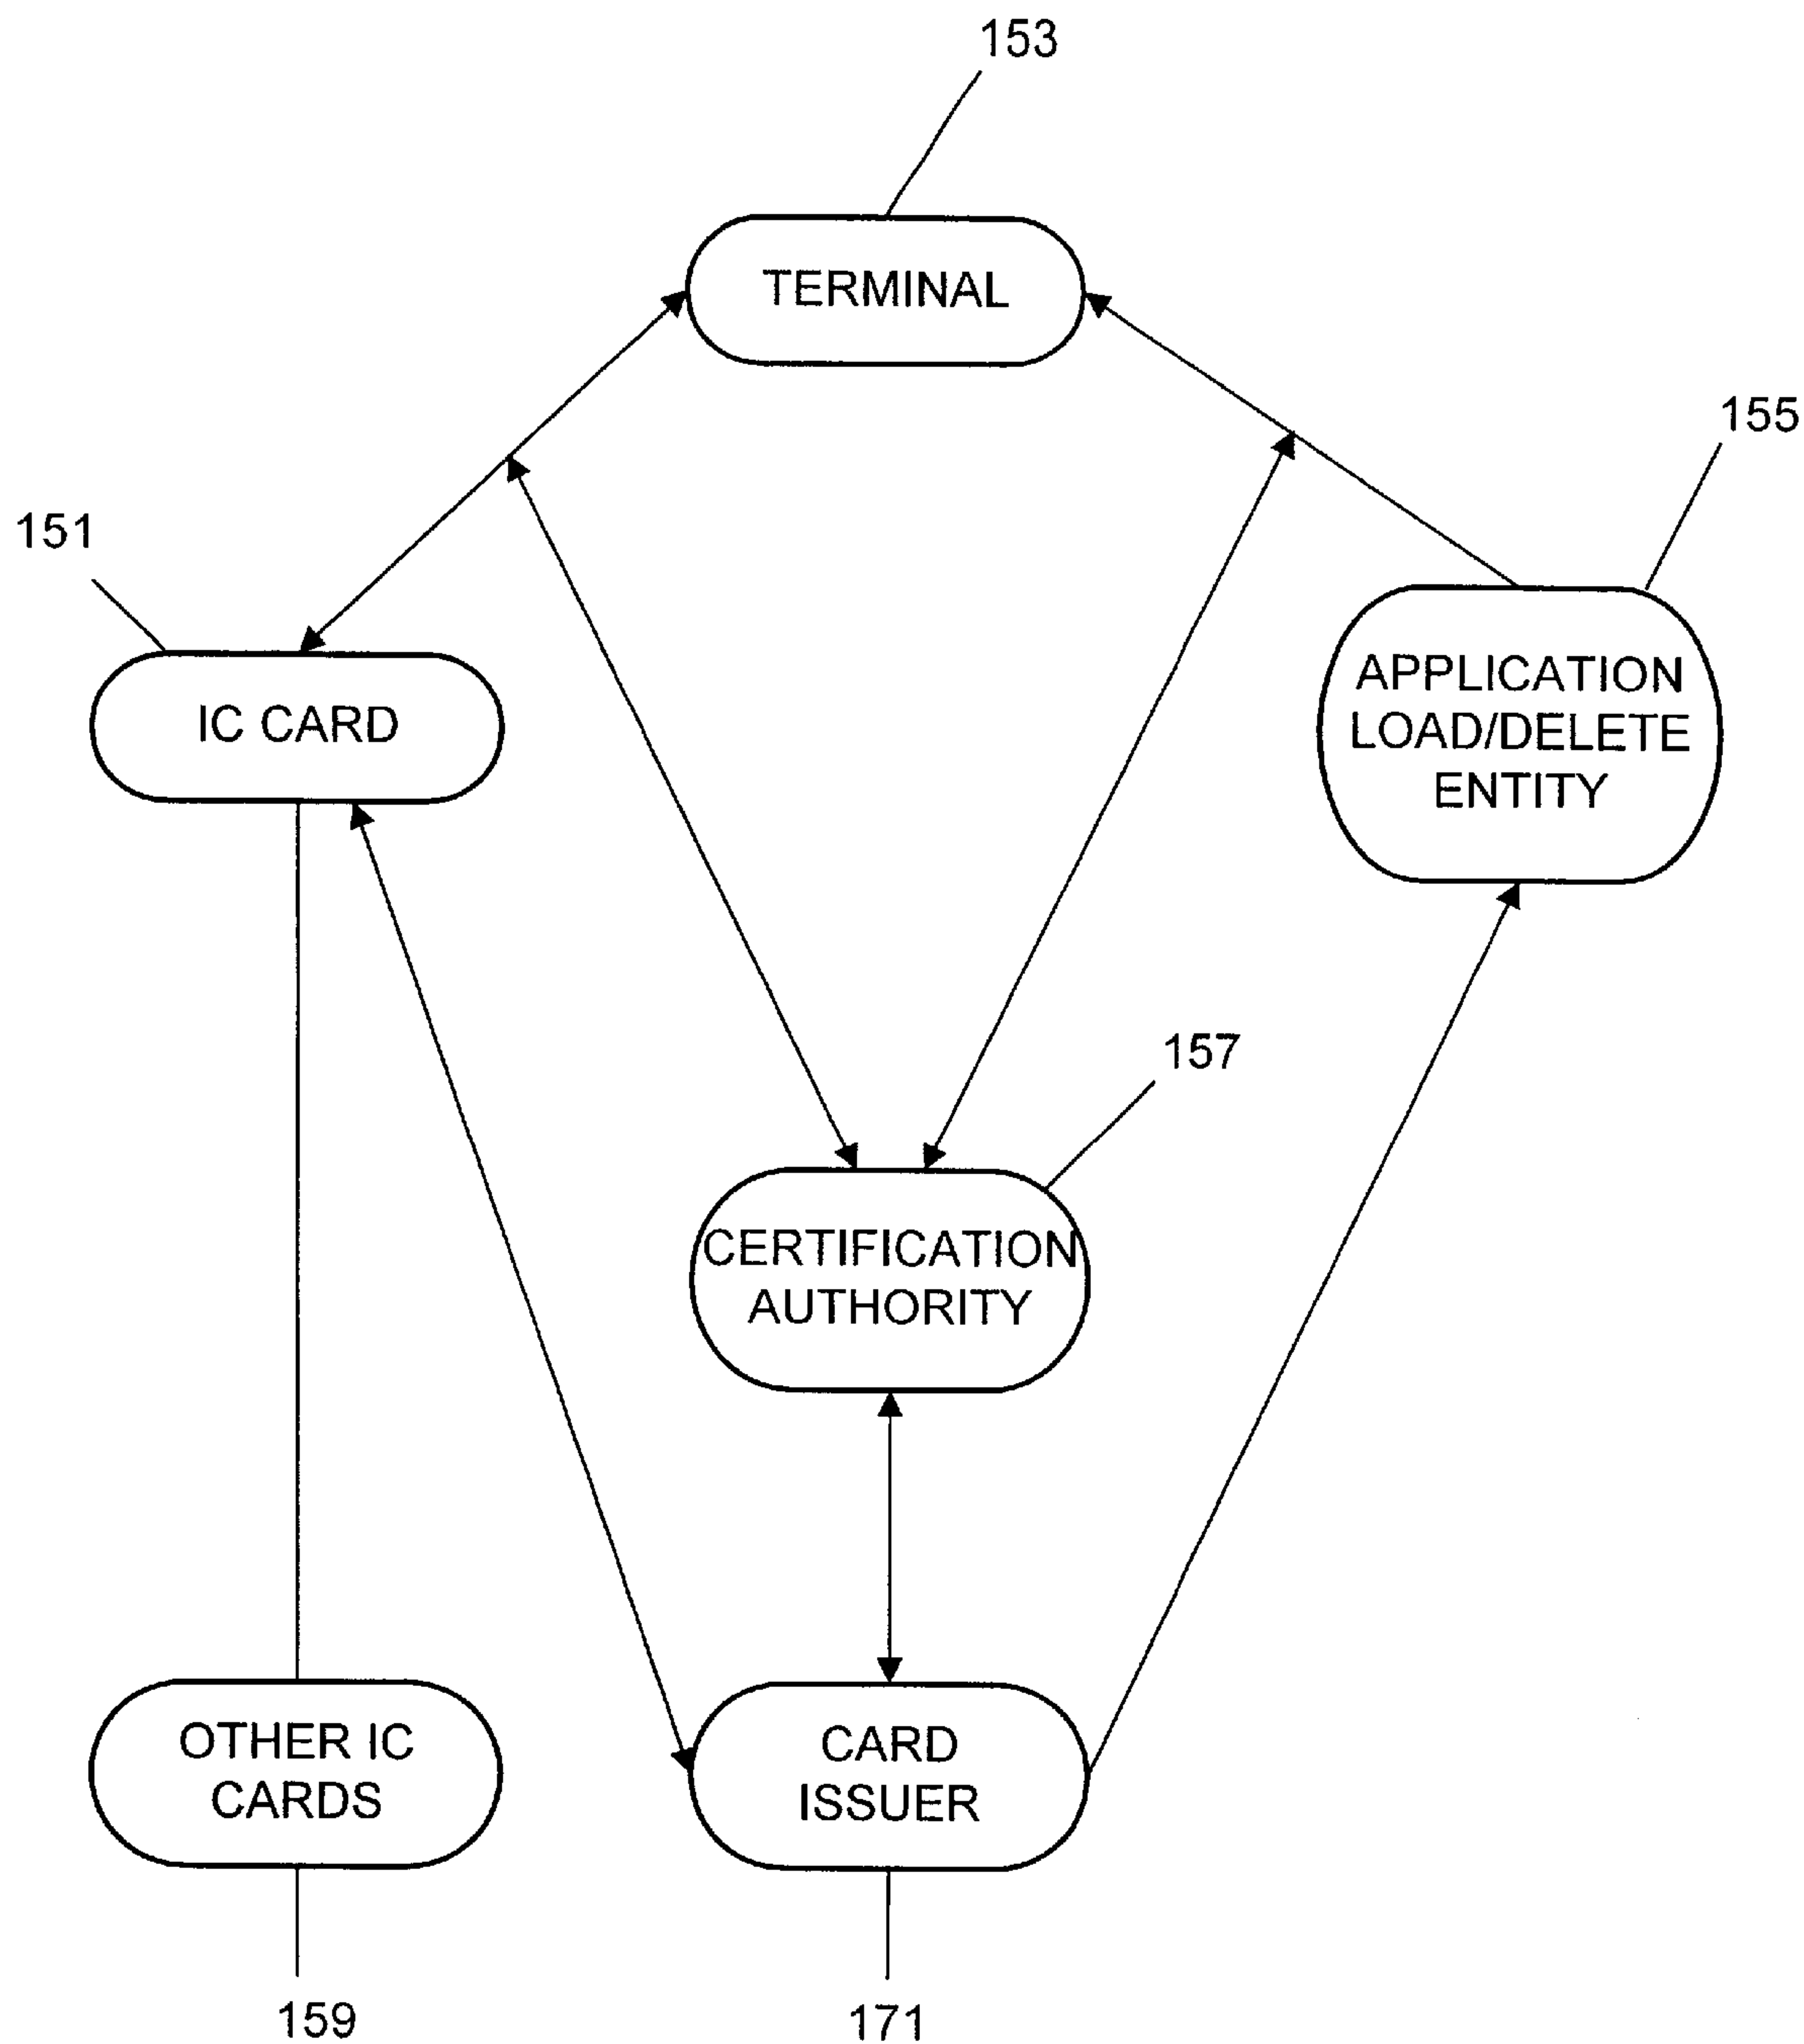 153
TERMINAL
155
151
IC CARD
APPLICATION
LOAD/DELETE
ENTITY
157
CERTIFICATION
AUTHORITY
OTHER IC
CARDS
CARD
ISSUER
159
171